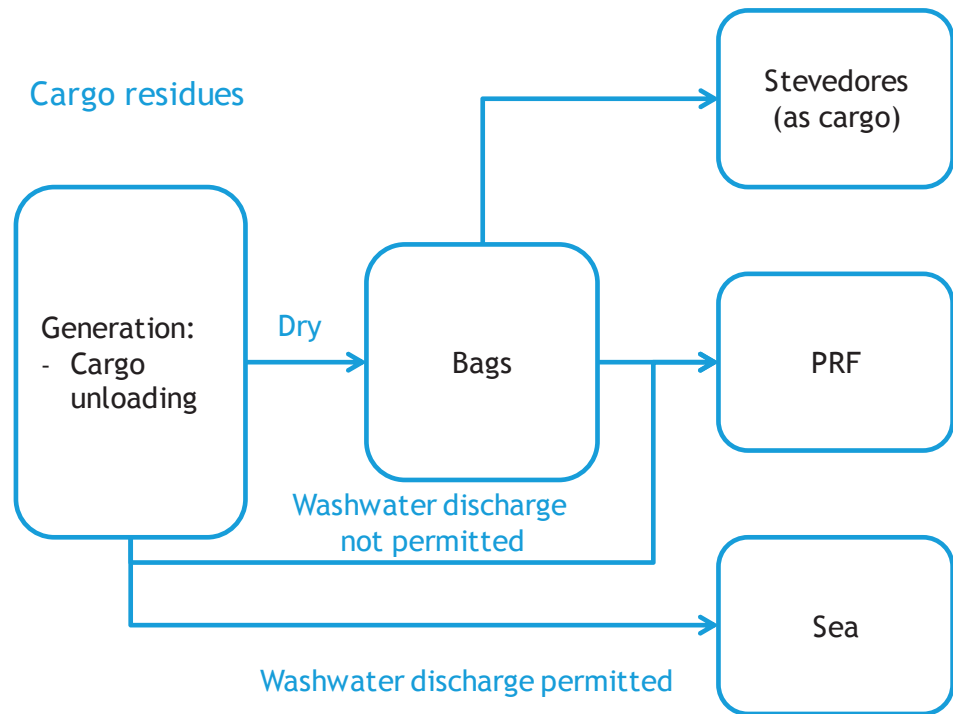 Cargo residues
Stevedores
(as cargo)
Generation:
- Cargo
unloading
Dry
Bags
PRF
Washwater discharge
not permitted
Sea
Washwater discharge permitted